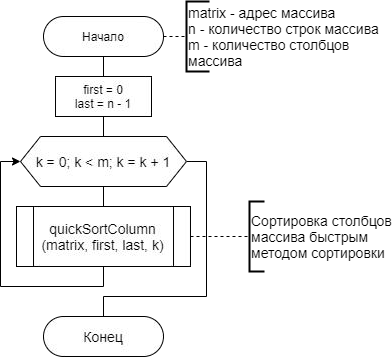 Начало
matrix - адрес массива
n - количество строк массива
m - количество столбцов
массива
first = 0
last = n - 1
k = 0; k < m; k = k + 1
quickSortColumn
(matrix, first, last, k)
Сортировка столбцов
массива быстрым
методом сортировки
Конец